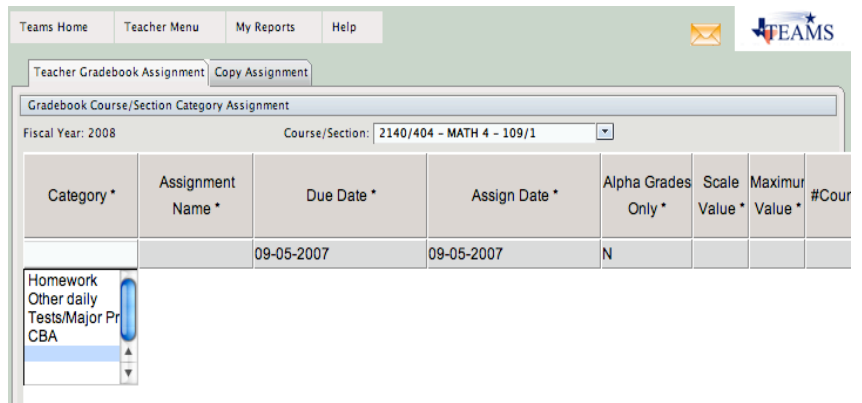 Teams Home Teacher Menu My Reports Help
TEAMS
Teacher Gradebook Assignment Copy Assignment
Gradebook Course/Section Category Assignment
Fiscal Year: 2008 Course/Section: 2140/404 - MATH 4 - 109/1
Category * Assignment Name * Due Date * Assign Date * Alpha Grades Only * Scale Value * Maximur Value * #Cour
09-05-2007 09-05-2007 N
Homework
Other daily
Tests/Major Pr
CBA